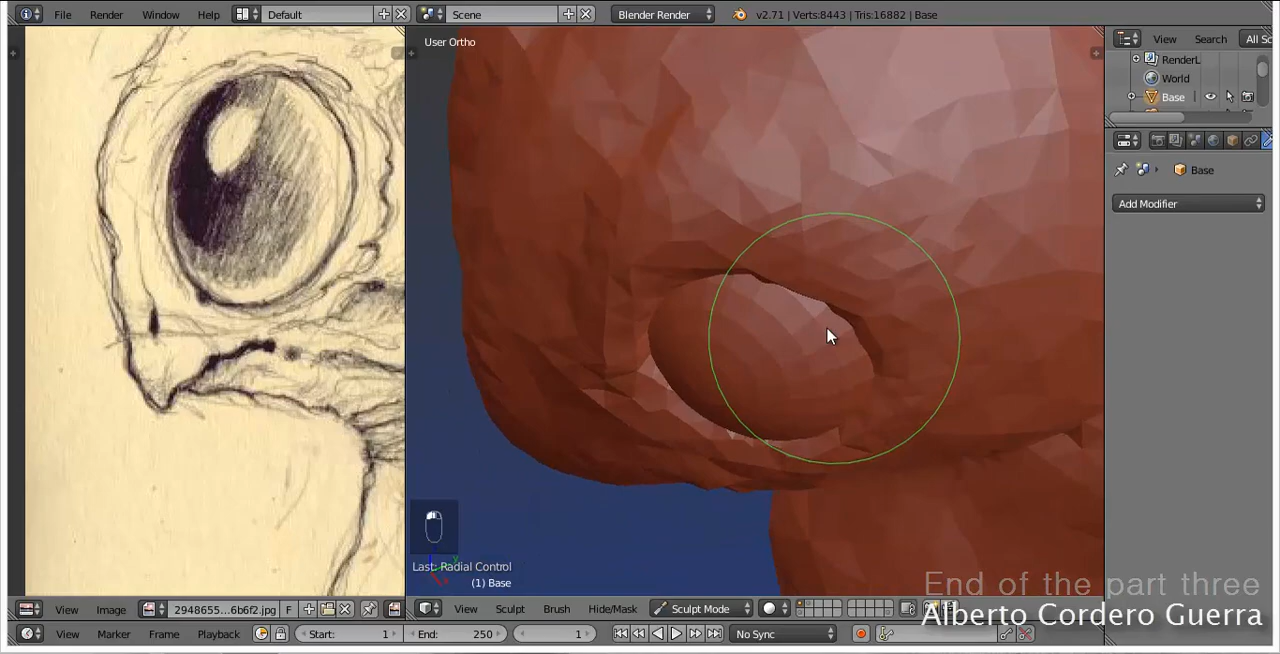 File Render Window Help Default Scene Blender Render v2.71 | Verts:8443 | Tris:16882 | Base
View Search All Sc
User Ortho
RenderL
World
Base
Base
Add Modifier
Last: Radial Control
(1) Base
End of the part three
Alberto Cordero Guerra
View Image 2948655...6b6f2.jpg F View Sculpt Brush Hide/Mask Sculpt Mode
View Marker Frame Playback Start: 1 End: 250 1 No Sync